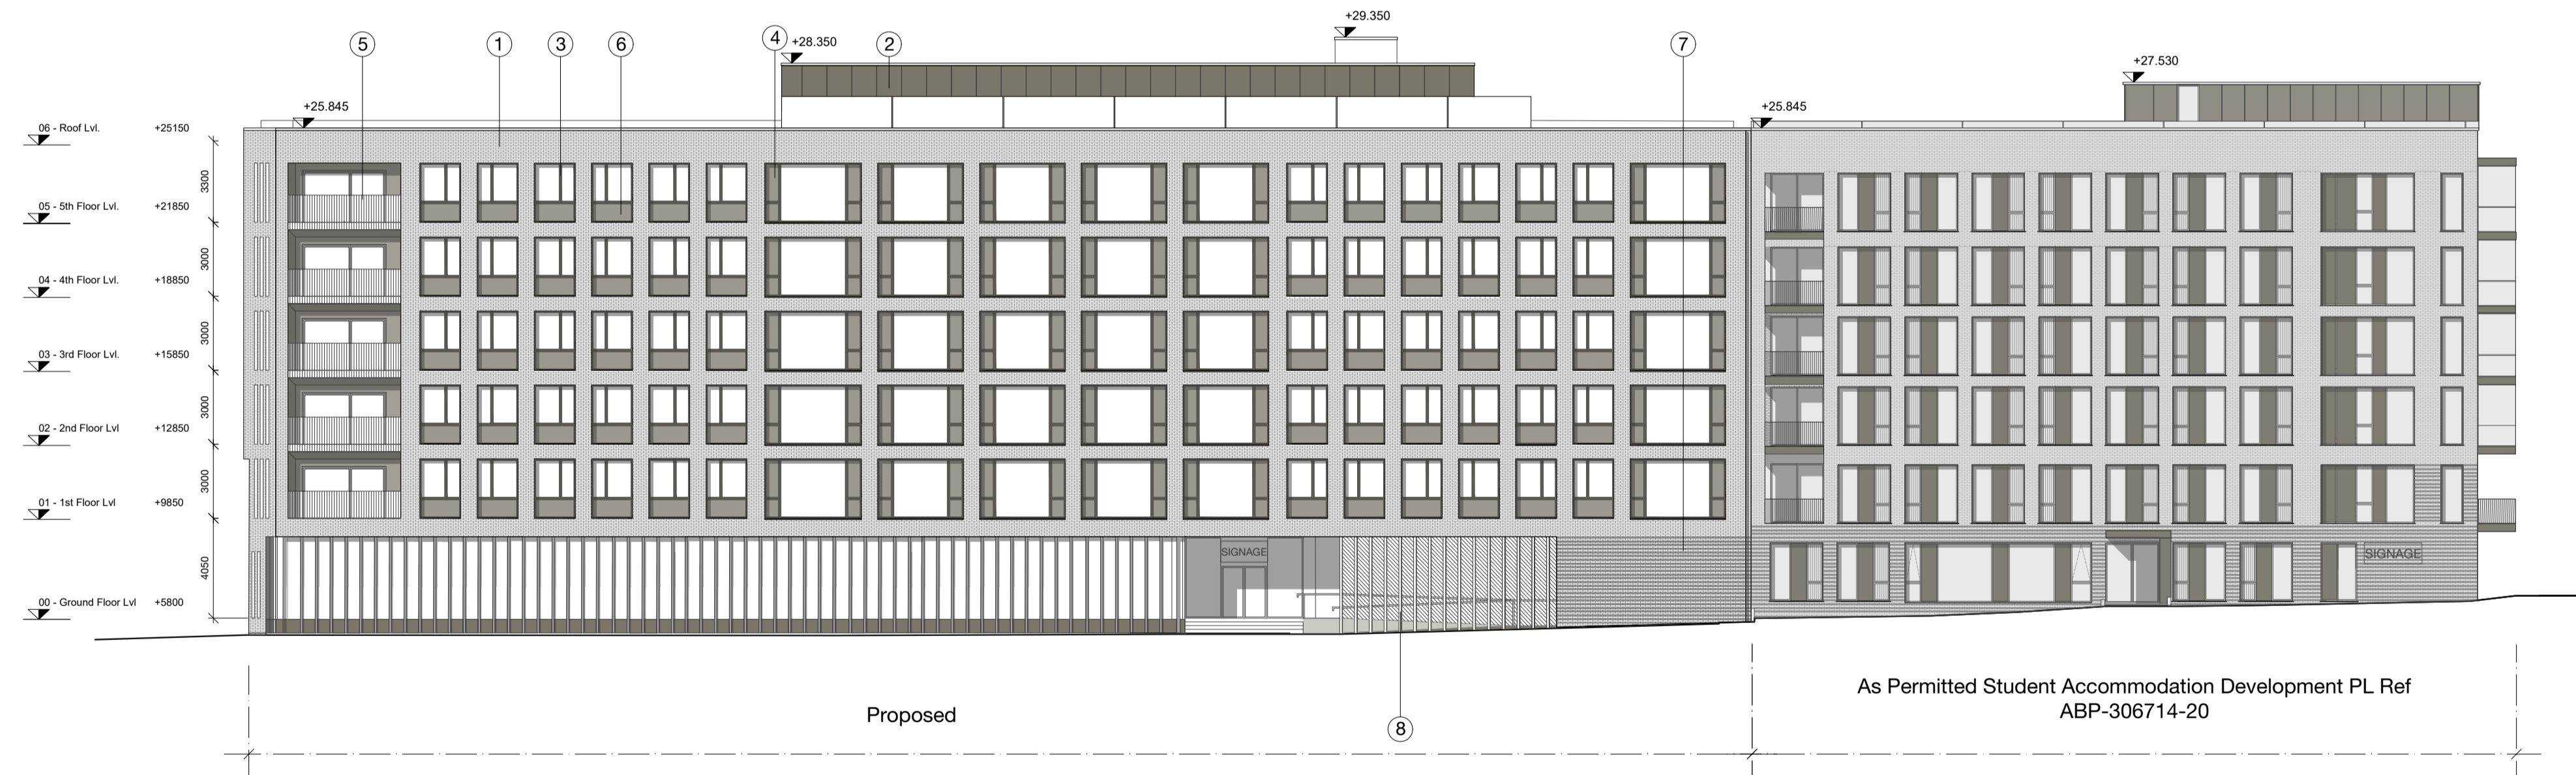 5
1
3
6
4
+28.350
2
+29.350
7
+27.530
+25.845
+25.845
06 - Roof Lvl. +25150
3300
05 - 5th Floor Lvl. +21850
3000
04 - 4th Floor Lvl. +18850
3000
03 - 3rd Floor Lvl. +15850
3000
02 - 2nd Floor Lvl +12850
3000
01 - 1st Floor Lvl +9850
4050
00 - Ground Floor Lvl +5800
SIGNAGE
SIGNAGE
8
Proposed
As Permitted Student Accommodation Development PL Ref
ABP-306714-20